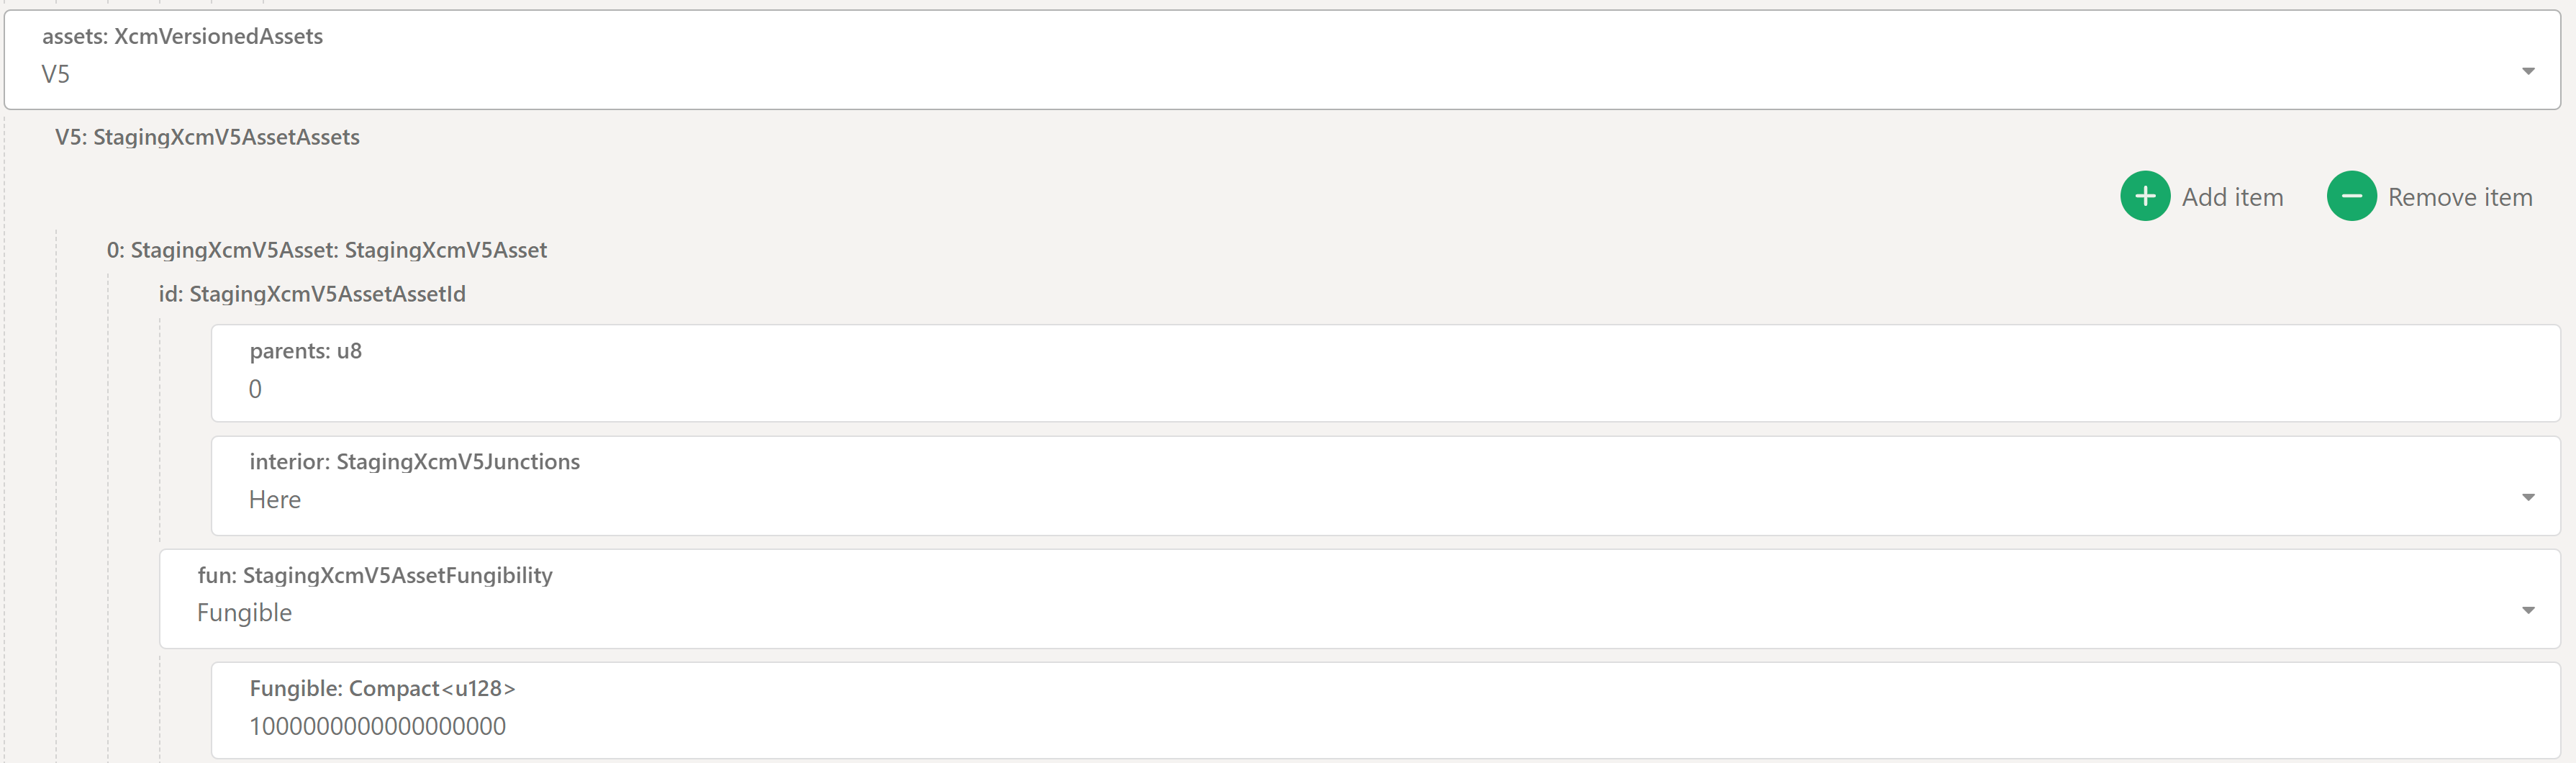 assets: XcmVersionedAssets
V5
V5: StagingXcmV5AssetAssets
Add item
Remove item
0: StagingXcmV5Asset: StagingXcmV5Asset
id: StagingXcmV5AssetAssetId
parents: u8
0
interior: StagingXcmV5Junctions
Here
fun: StagingXcmV5AssetFungibility
Fungible
Fungible: Compact<u128>
1000000000000000000